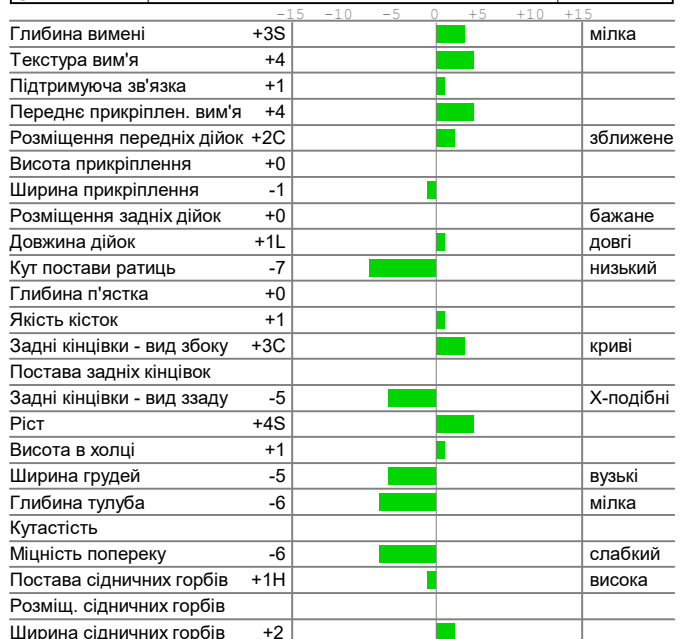 -15 -10 -5 0 +5 +10 +15
Глибина вимені +3S мілка
Текстура вим'я +4
Підтримуюча зв'язка +1
Переднє прикріплен. вим'я +4
Розміщення передніх дійок +2C зближене
Висота прикріплення +0
Ширина прикріплення -1
Розміщення задніх дійок +0 бажане
Довжина дійок +1L довгі
Кут постави ратиць -7 низький
Глибина п'ястка +0
Якість кісток +1
Задні кінцівки - вид збоку +3C криві
Постава задніх кінцівок
Задні кінцівки - вид ззаду -5 Х-подібні
Ріст +4S
Висота в холці +1
Ширина грудей -5 вузькі
Глибина тулуба -6 мілка
Кутастість
Міцність попереку -6 слабкий
Постава сідничних горбів +1H висока
Розміщ. сідничних горбів
Ширина сідничних горбів +2